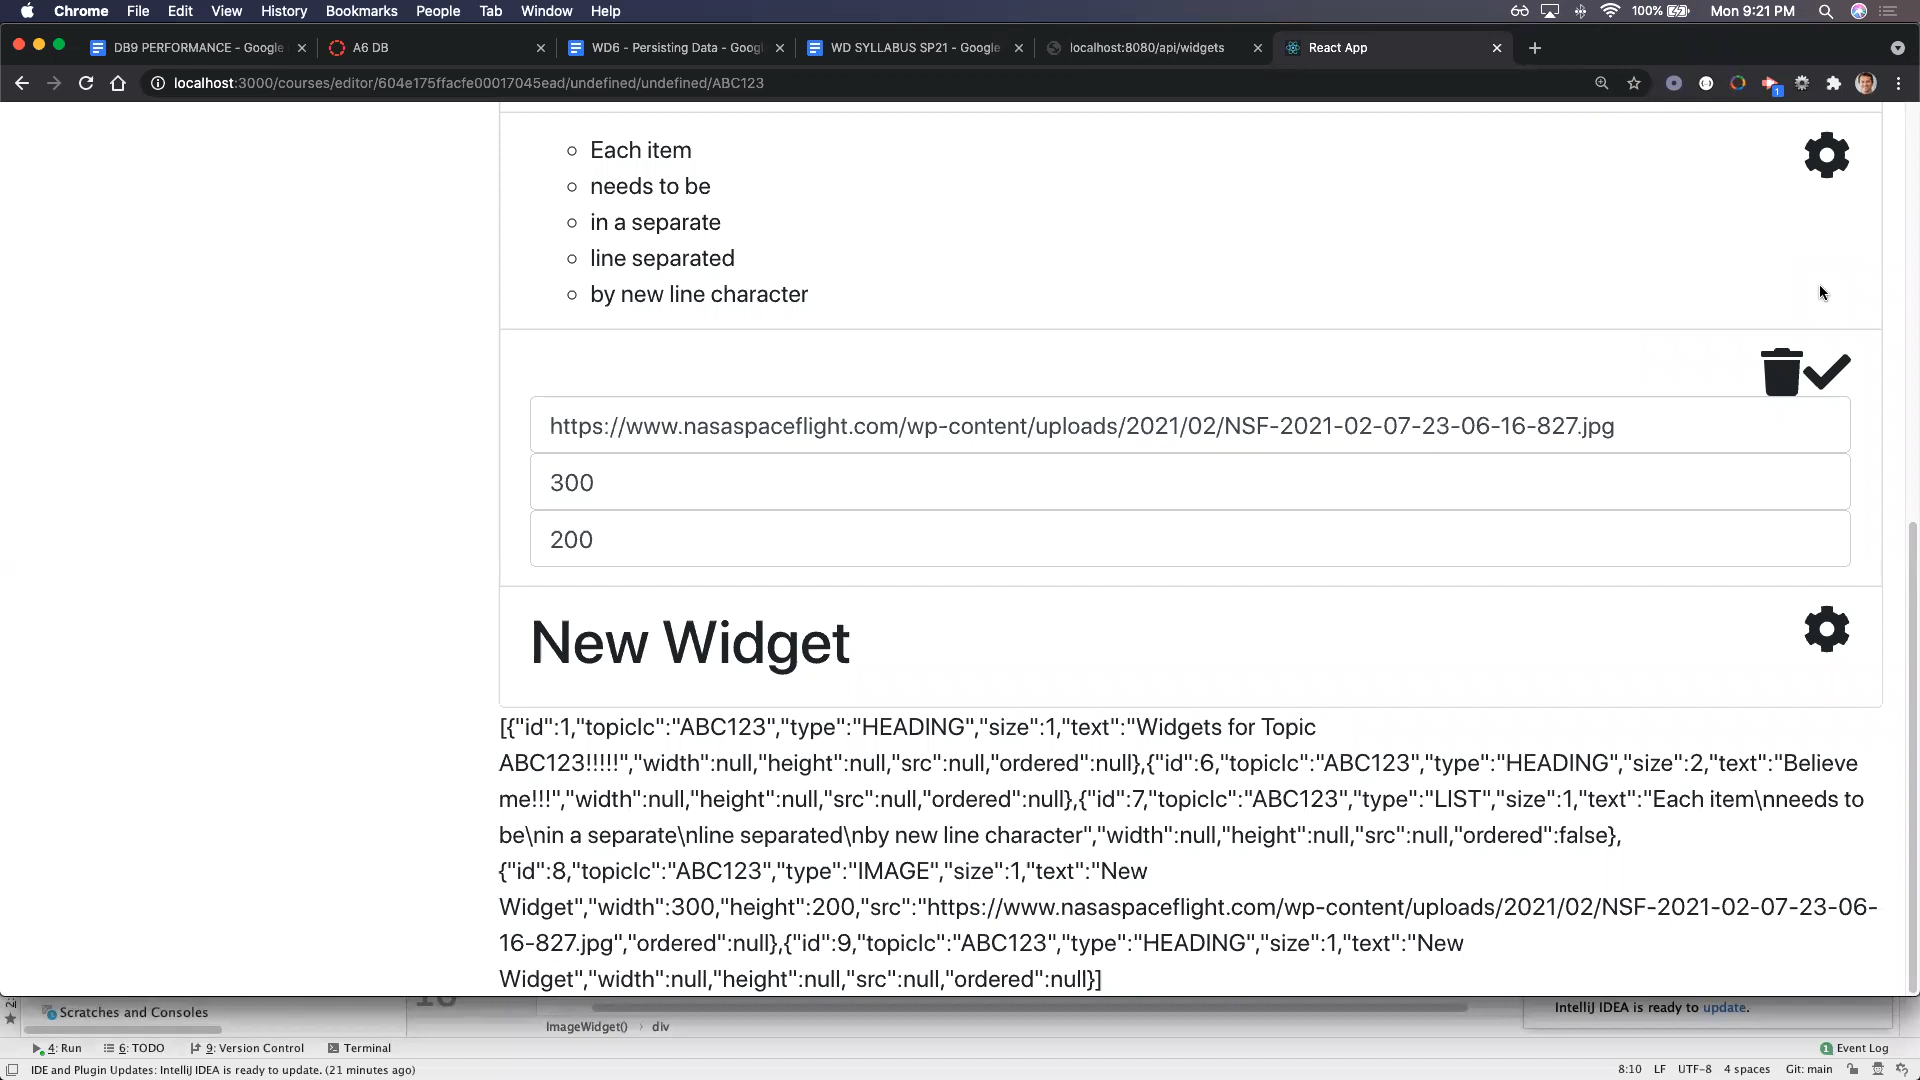 Chrome File Edit View History Bookmarks People Tab Window Help 100% Mon 9:21 PM
DB9 PERFORMANCE - Google A6 DB WD6 - Persisting Data - Googl WD SYLLABUS SP21 - Google localhost:8080/api/widgets React App
localhost:3000/courses/editor/604e175ffacfe00017045ead/undefined/undefined/ABC123
1
Each item
needs to be
in a separate
line separated
by new line character
https://www.nasaspaceflight.com/wp-content/uploads/2021/02/NSF-2021-02-07-23-06-16-827.jpg
300
200
New Widget
[{"id":1,"topicIc":"ABC123","type":"HEADING","size":1,"text":"Widgets for Topic
ABC123!!!!!","width":null,"height":null,"src":null,"ordered":null},{"id":6,"topicIc":"ABC123","type":"HEADING","size":2,"text":"Believe
me!!!","width":null,"height":null,"src":null,"ordered":null},{"id":7,"topicIc":"ABC123","type":"LIST","size":1,"text":"Each item\nneeds to
be\nin a separate\nline separated\nby new line character","width":null,"height":null,"src":null,"ordered":false},
{"id":8,"topicIc":"ABC123","type":"IMAGE","size":1,"text":"New
Widget","width":300,"height":200,"src":"https://www.nasaspaceflight.com/wp-content/uploads/2021/02/NSF-2021-02-07-23-06-
16-827.jpg","ordered":null},{"id":9,"topicIc":"ABC123","type":"HEADING","size":1,"text":"New
Widget","width":null,"height":null,"src":null,"ordered":null}]
Scratches and Consoles
IntelliJ IDEA is ready to update.
ImageWidget() › div
4: Run 6: TODO 9: Version Control Terminal 1 Event Log
IDE and Plugin Updates: IntelliJ IDEA is ready to update. (21 minutes ago) 8:10 LF UTF-8 4 spaces Git: main